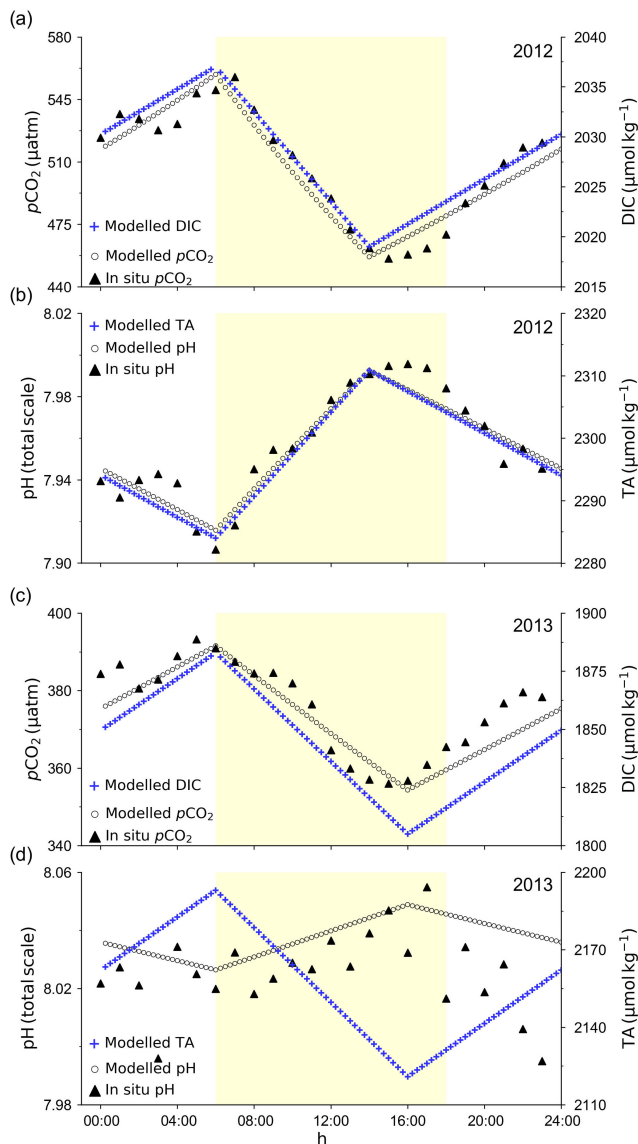 (a)
580
545
510
475
440
pCO₂ (µatm)
2012
2040
2035
2030
2025
2020
2015
DIC (µmol kg⁻¹)
+ Modelled DIC
○ Modelled pCO₂
▲ In situ pCO₂
(b)
8.02
7.98
7.94
7.90
pH (total scale)
+ Modelled TA
○ Modelled pH
▲ In situ pH
2012
2320
2310
2300
2290
2280
TA (µmol kg⁻¹)
(c)
400
380
360
340
pCO₂ (µatm)
2013
1900
1875
1850
1825
1800
DIC (µmol kg⁻¹)
+ Modelled DIC
○ Modelled pCO₂
▲ In situ pCO₂
(d)
8.06
8.02
7.98
pH (total scale)
2013
2200
2170
2140
2110
TA (µmol kg⁻¹)
+ Modelled TA
○ Modelled pH
▲ In situ pH
00:00 04:00 08:00 12:00 16:00 20:00 24:00
h